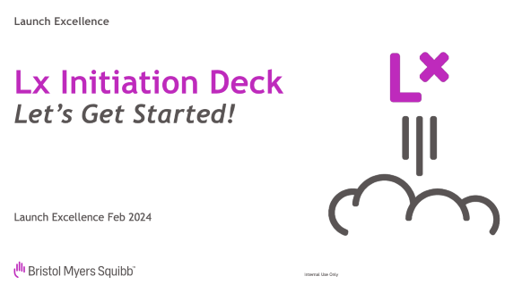 Launch Excellence
Lx Initiation Deck
Let's Get Started!
Lx
Launch Excellence Feb 2024
Bristol Myers Squibb™
Internal Use Only